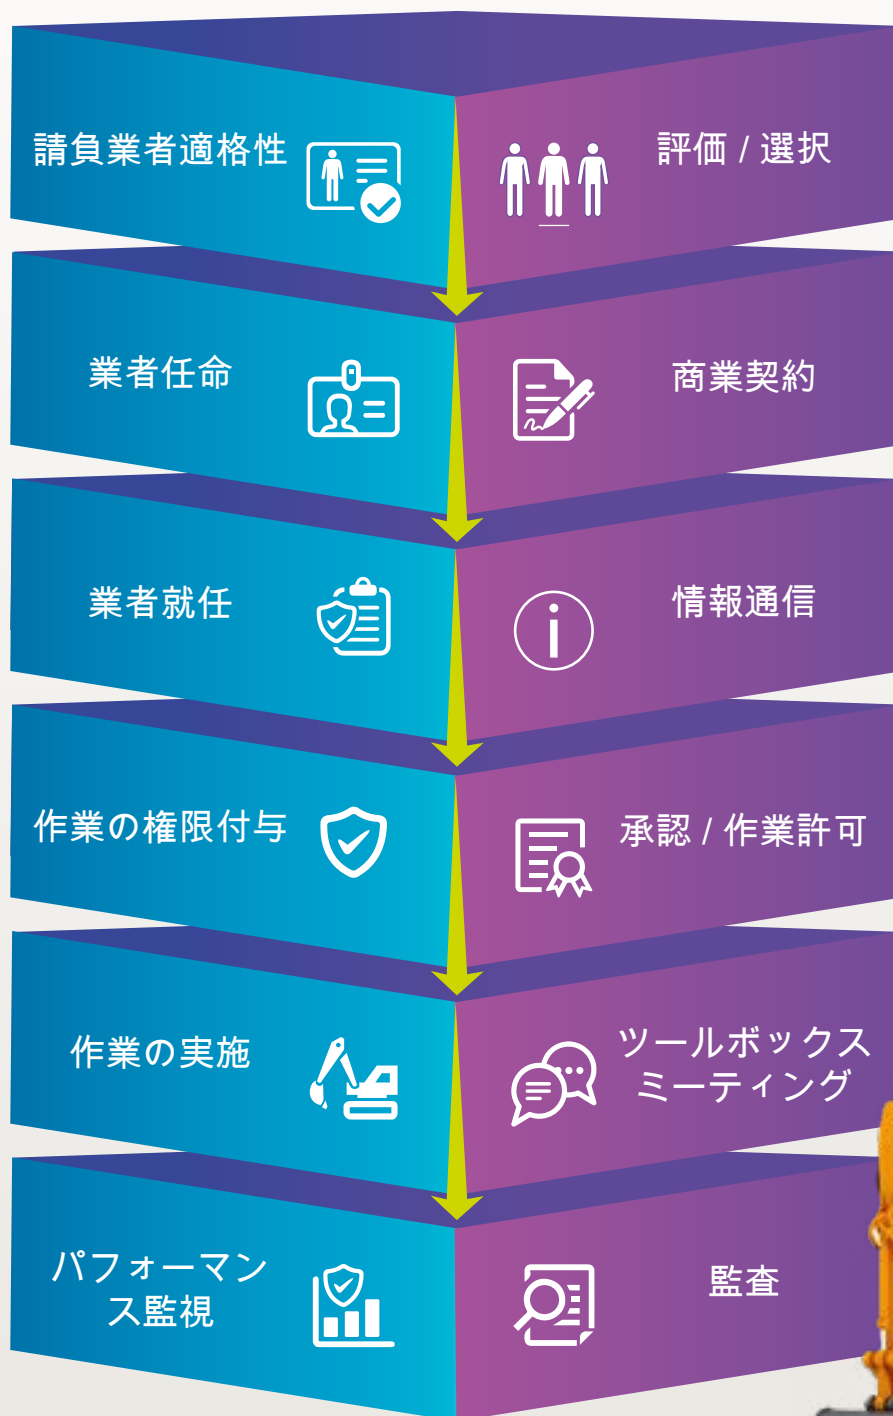 請負業者適格性
評価 / 選択
業者任命
商業契約
業者就任
情報通信
作業の権限付与
承認 / 作業許可
作業の実施
ツールボックス
ミーティング
パフォーマン
ス監視
監査